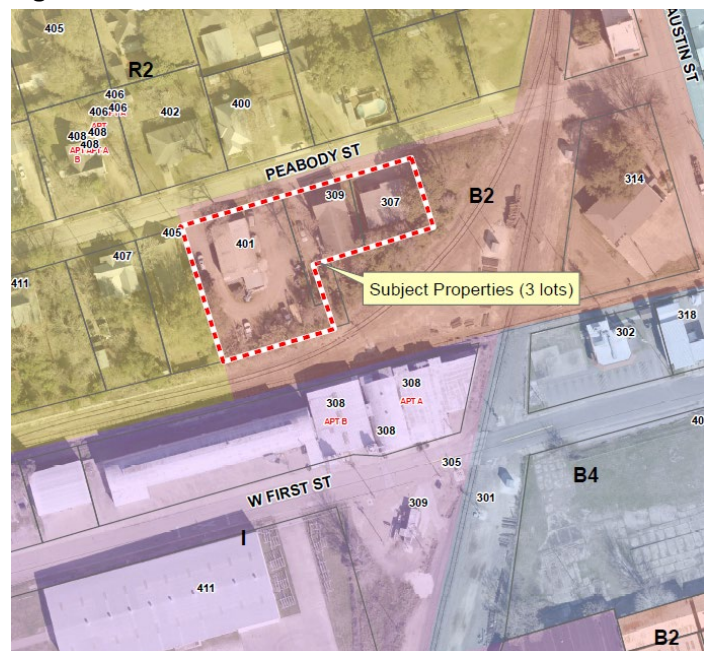 405
R2
AUSTIN ST
406
406
402
400
408
408
408
APT A
B
PEABODY ST
309
307
B2
314
405
401
407
411
Subject Properties (3 lots)
302
318
308
APT A
308
APT B
308
40
305
W FIRST ST
309
301
B4
I
411
B2